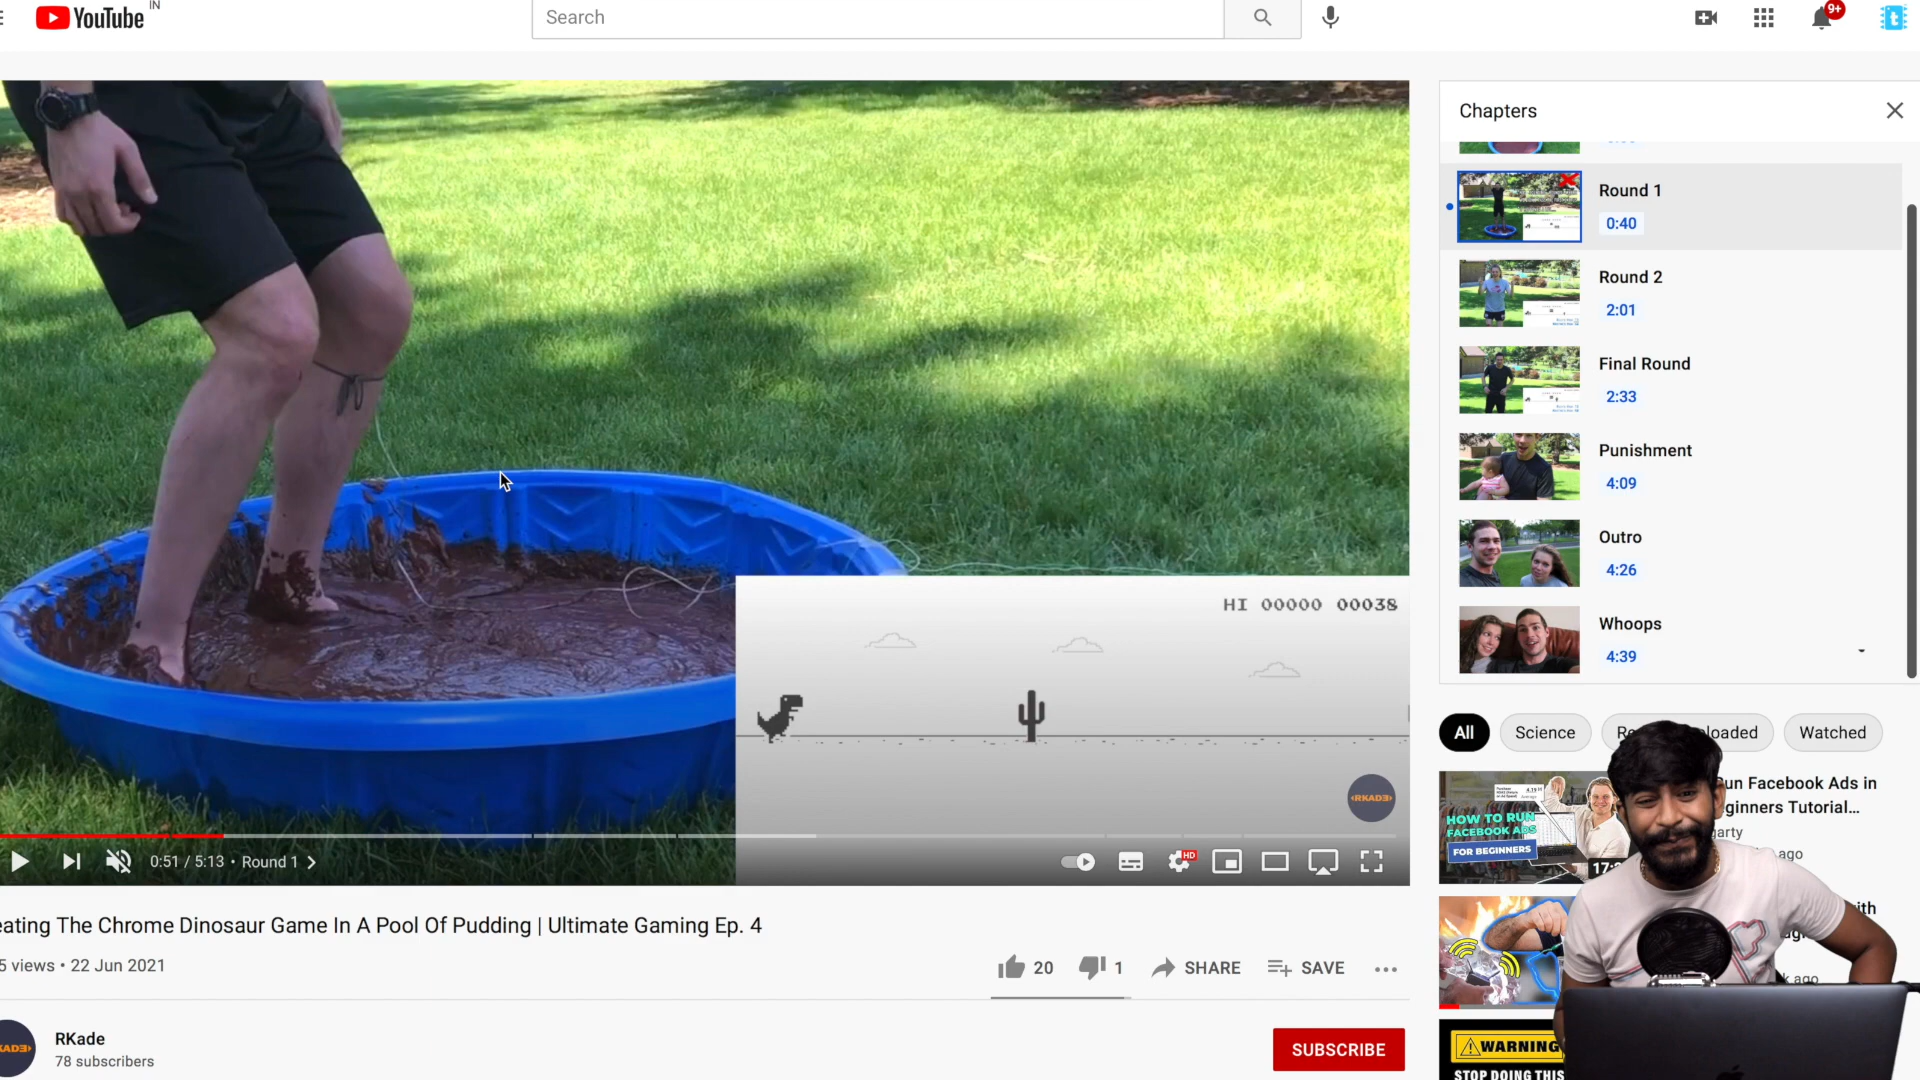 YouTube IN
Search
9+
t
Chapters
Round 1
0:40
Round 2
2:01
Final Round
2:33
Punishment
4:09
Outro
4:26
Whoops
4:39
HI 00000 00038
RKADE
0:51 / 5:13 • Round 1
HD
eating The Chrome Dinosaur Game In A Pool Of Pudding | Ultimate Gaming Ep. 4
5 views • 22 Jun 2021
20
1
SHARE
SAVE
RKade
78 subscribers
SUBSCRIBE
All
Science
Watched
HOW TO RUN
FACEBOOK ADS
FOR BEGINNERS
un Facebook Ads in
ginners Tutorial...
ago
ago
WARNING
STOP DOING THIS